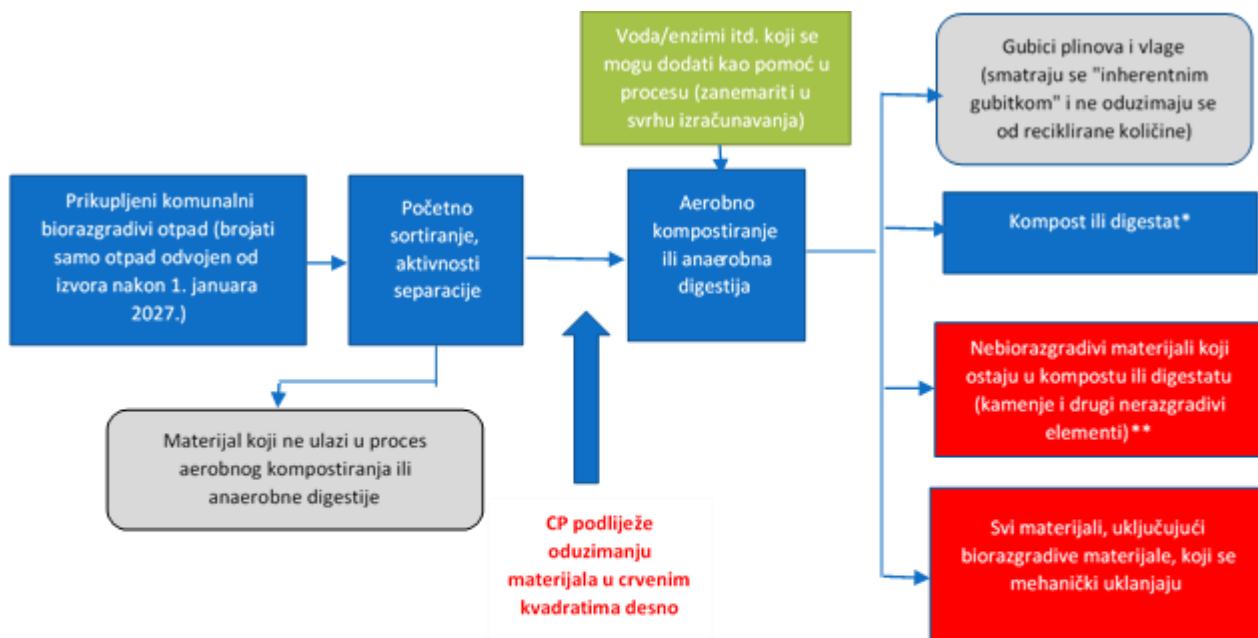 Voda/enzimi itd. koji se
mogu dodati kao pomoć u
procesu (zanemariti u
svrhu izračunavanja)
Gubici plinova i vlage
(smatraju se "inherentnim
gubitkom" i ne oduzimaju se
od reciklirane količine)
Prikupljeni komunalni
biorazgradivi otpad (brojati
samo otpad odvojen od
izvora nakon 1. januara
2027.)
Početno
sortiranje,
aktivnosti
separacije
Aerobno
kompostiranje
ili anaerobna
digestija
Kompost ili digestat*
Nebiorazgradivi materijali koji
ostaju u kompostu ili digestatu
(kamenje i drugi nerazgradivi
elementi)**
Materijal koji ne ulazi u proces
aerobnog kompostiranja ili
anaerobne digestije
CP podliježe
oduzimanju
materijala u crvenim
kvadratima desno
Svi materijali, uključujući
biorazgradive materijale, koji se
mehanički uklanjaju